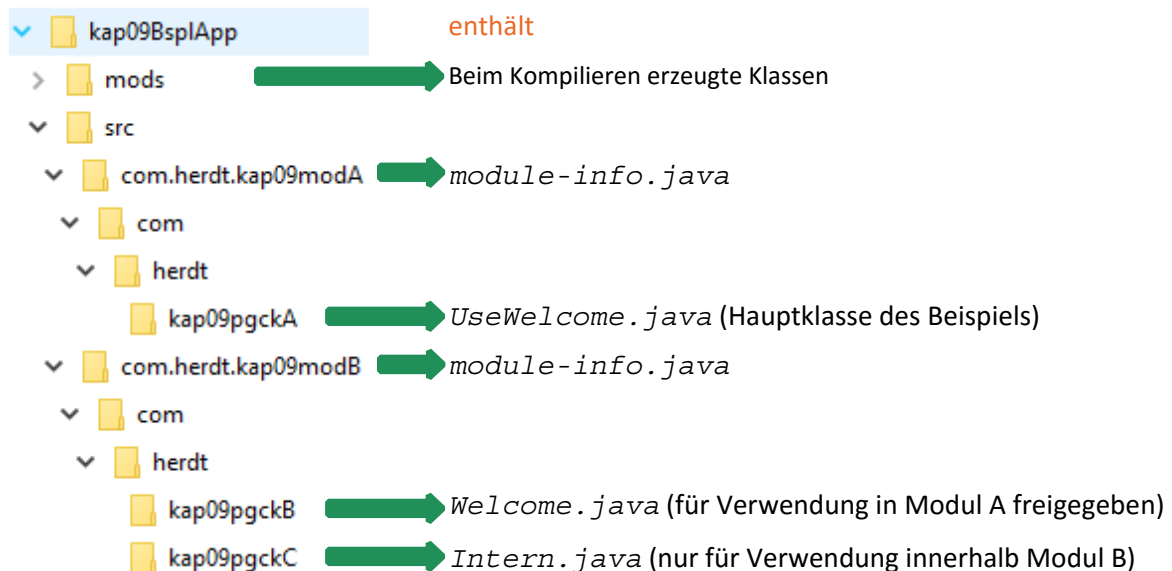 kap09BsplApp enthält
mods Beim Kompilieren erzeugte Klassen
src
com.herdt.kap09modA module-info.java
com
herdt
kap09pgckA UseWelcome.java (Hauptklasse des Beispiels)
com.herdt.kap09modB module-info.java
com
herdt
kap09pgckB Welcome.java (für Verwendung in Modul A freigegeben)
kap09pgckC Intern.java (nur für Verwendung innerhalb Modul B)